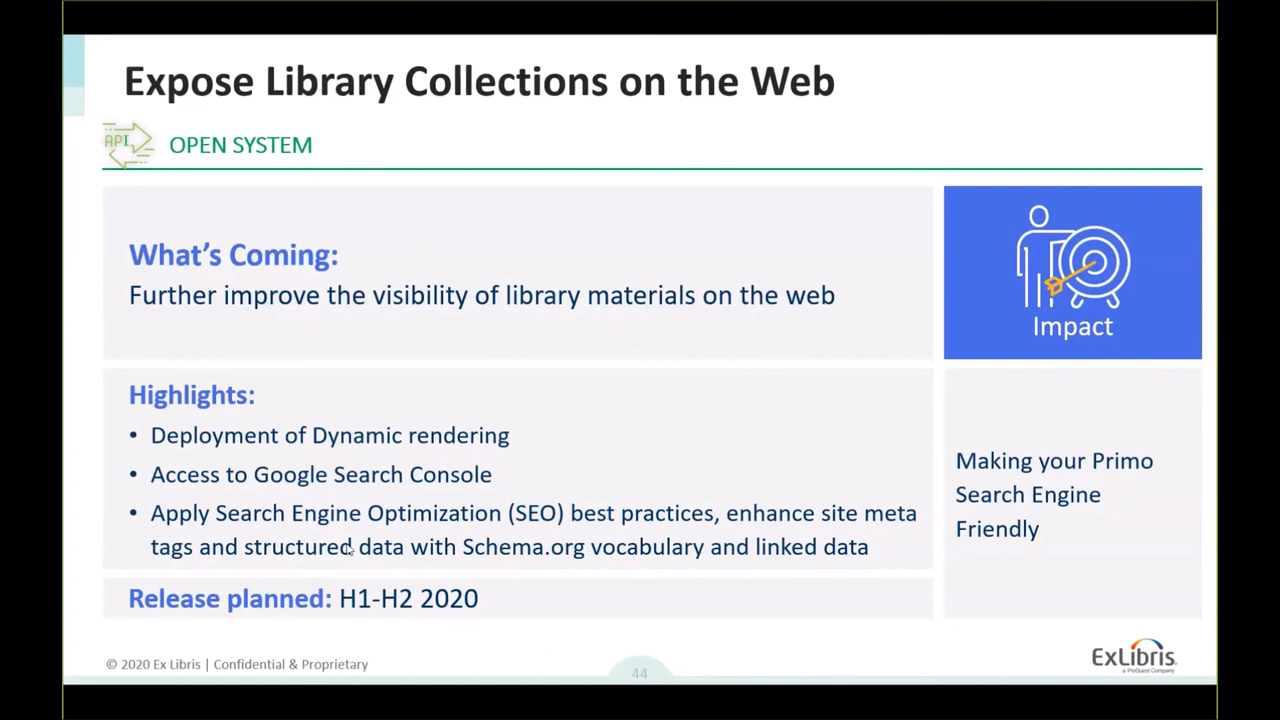 Expose Library Collections on the Web
API
OPEN SYSTEM
What's Coming:
Further improve the visibility of library materials on the web
Impact
Highlights:
• Deployment of Dynamic rendering
• Access to Google Search Console
• Apply Search Engine Optimization (SEO) best practices, enhance site meta
tags and structured data with Schema.org vocabulary and linked data
Making your Primo
Search Engine
Friendly
Release planned: H1-H2 2020
© 2020 Ex Libris | Confidential & Proprietary
44
ExLibris
a ProQuest Company